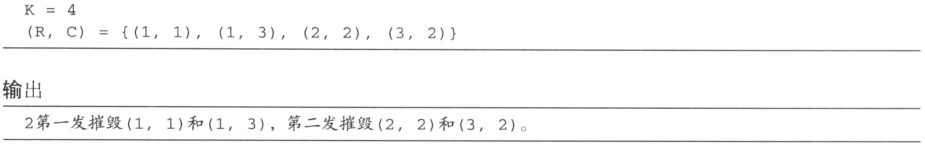 K = 4
(R, C) = {(1, 1), (1, 3), (2, 2), (3, 2)}
输出
2第一发摧毁(1, 1)和(1, 3), 第二发摧毁(2, 2)和(3, 2)。